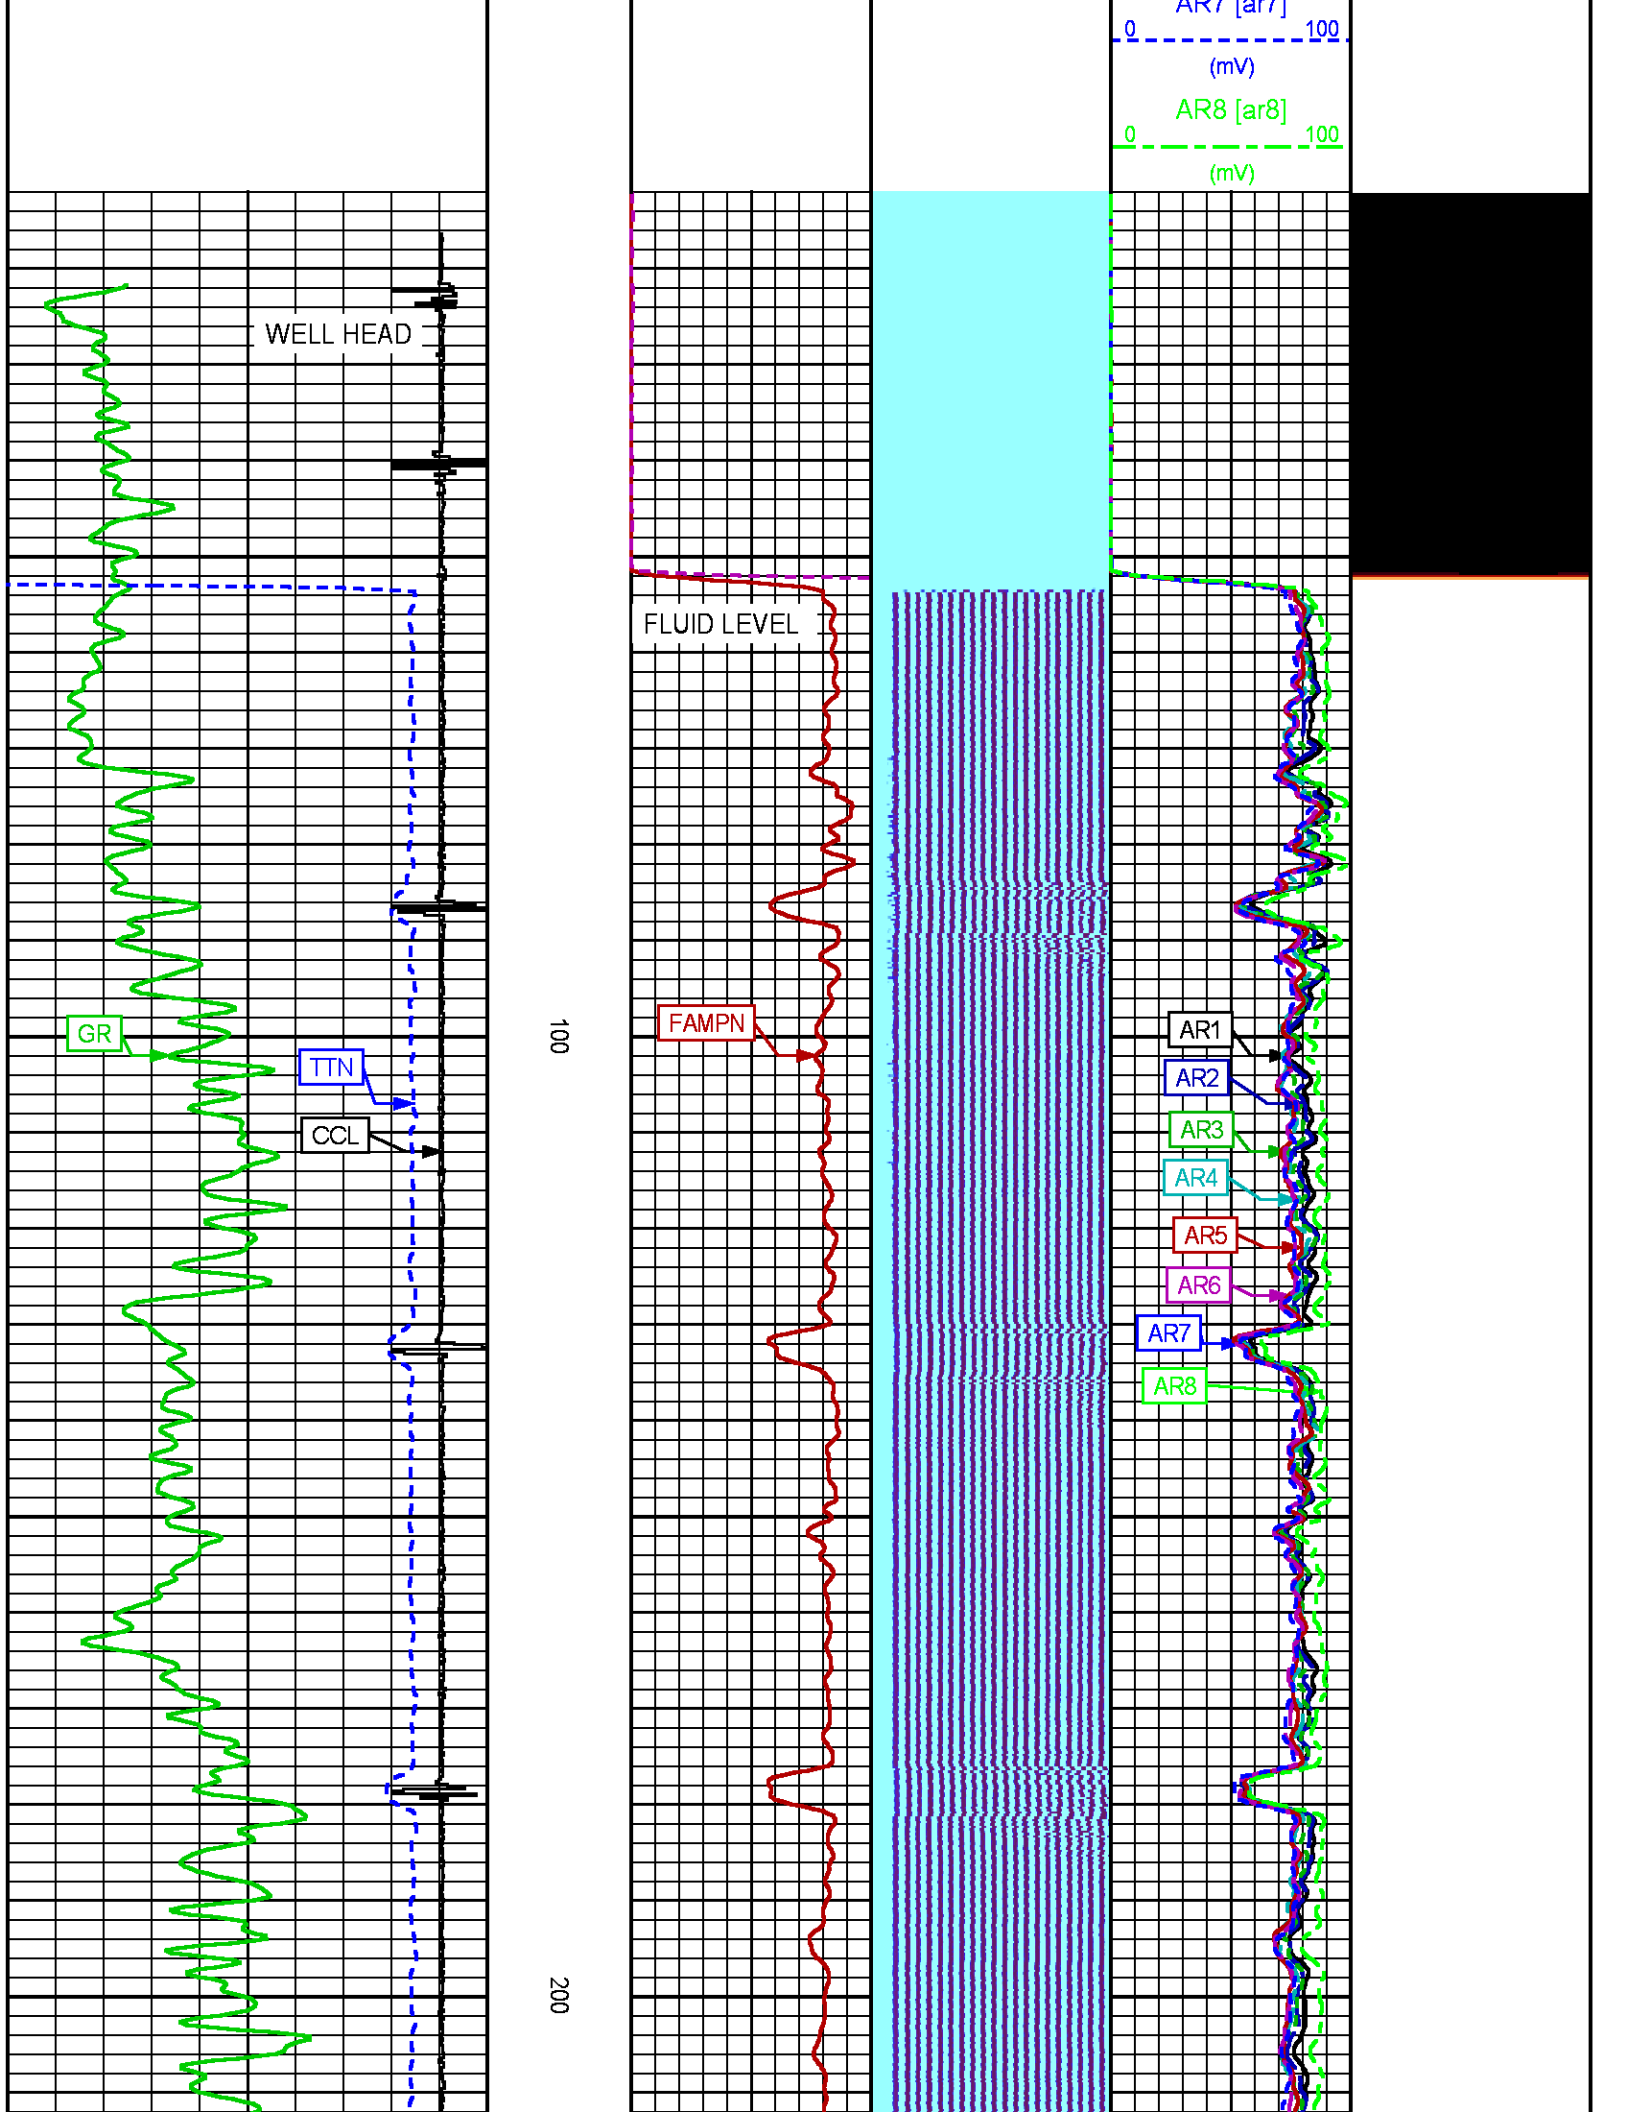 AR7 [ar7]
0 100
(mV)
AR8 [ar8]
0 100
(mV)
WELL HEAD
FLUID LEVEL
GR
TTN
CCL
100
FAMPN
AR1
AR2
AR3
AR4
AR5
AR6
AR7
AR8
200